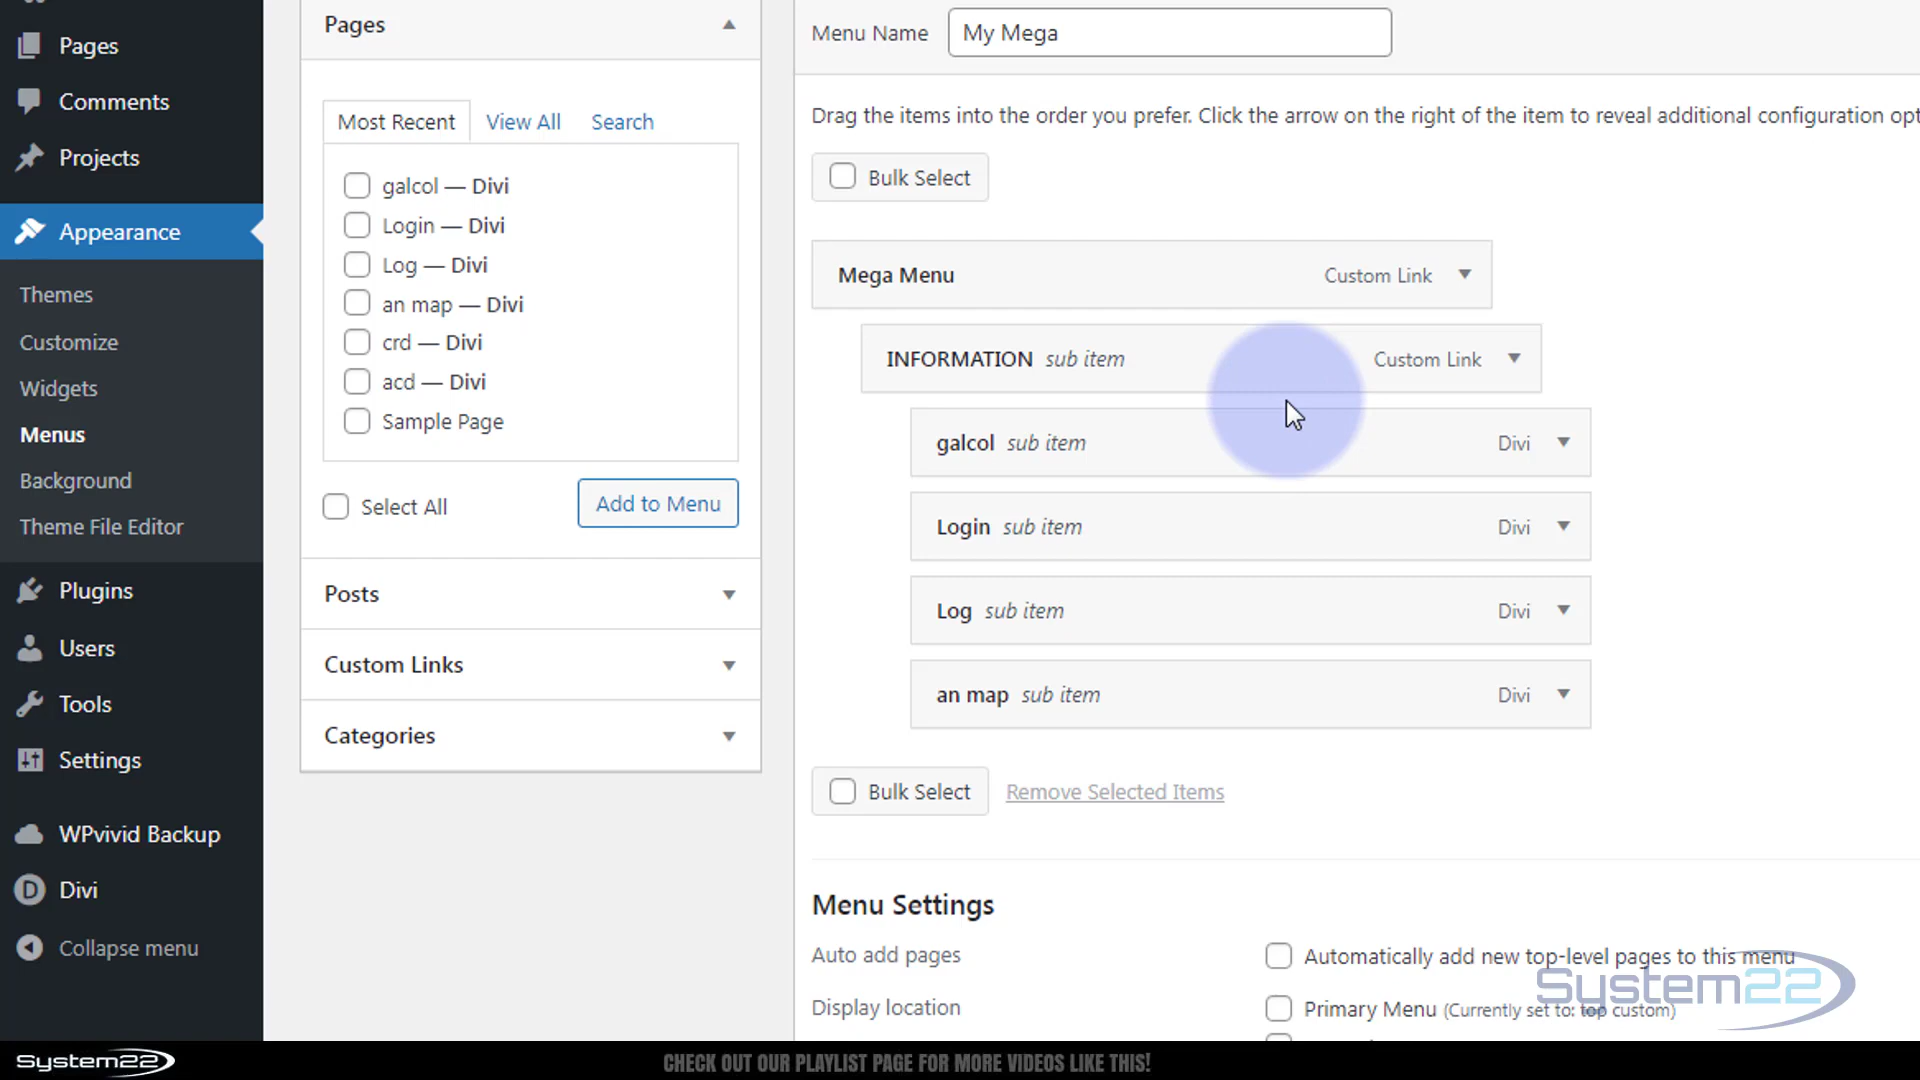 Pages
Comments
Projects
Appearance
Themes
Customize
Widgets
Menus
Background
Theme File Editor
Plugins
Users
Tools
Settings
WPvivid Backup
Divi
Collapse menu
Pages
Most Recent View All Search
galcol — Divi
Login — Divi
Log — Divi
an map — Divi
crd — Divi
acd — Divi
Sample Page
Select All Add to Menu
Posts
Custom Links
Categories
Menu Name My Mega
Drag the items into the order you prefer. Click the arrow on the right of the item to reveal additional configuration opt
Bulk Select
Mega Menu Custom Link
INFORMATION sub item Custom Link
galcol sub item Divi
Login sub item Divi
Log sub item Divi
an map sub item Divi
Bulk Select Remove Selected Items
Menu Settings
Auto add pages Automatically add new top-level pages to this menu
Display location Primary Menu (Currently set to: top custom)
System22
System22 CHECK OUT OUR PLAYLIST PAGE FOR MORE VIDEOS LIKE THIS!